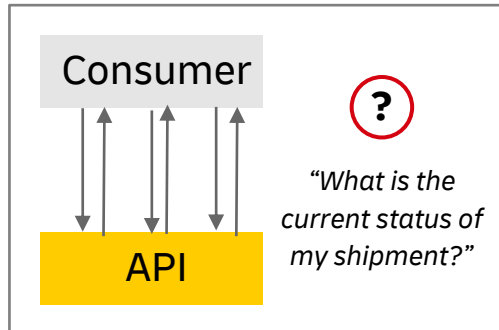 Consumer
?
“What is the
current status of
my shipment?”
API